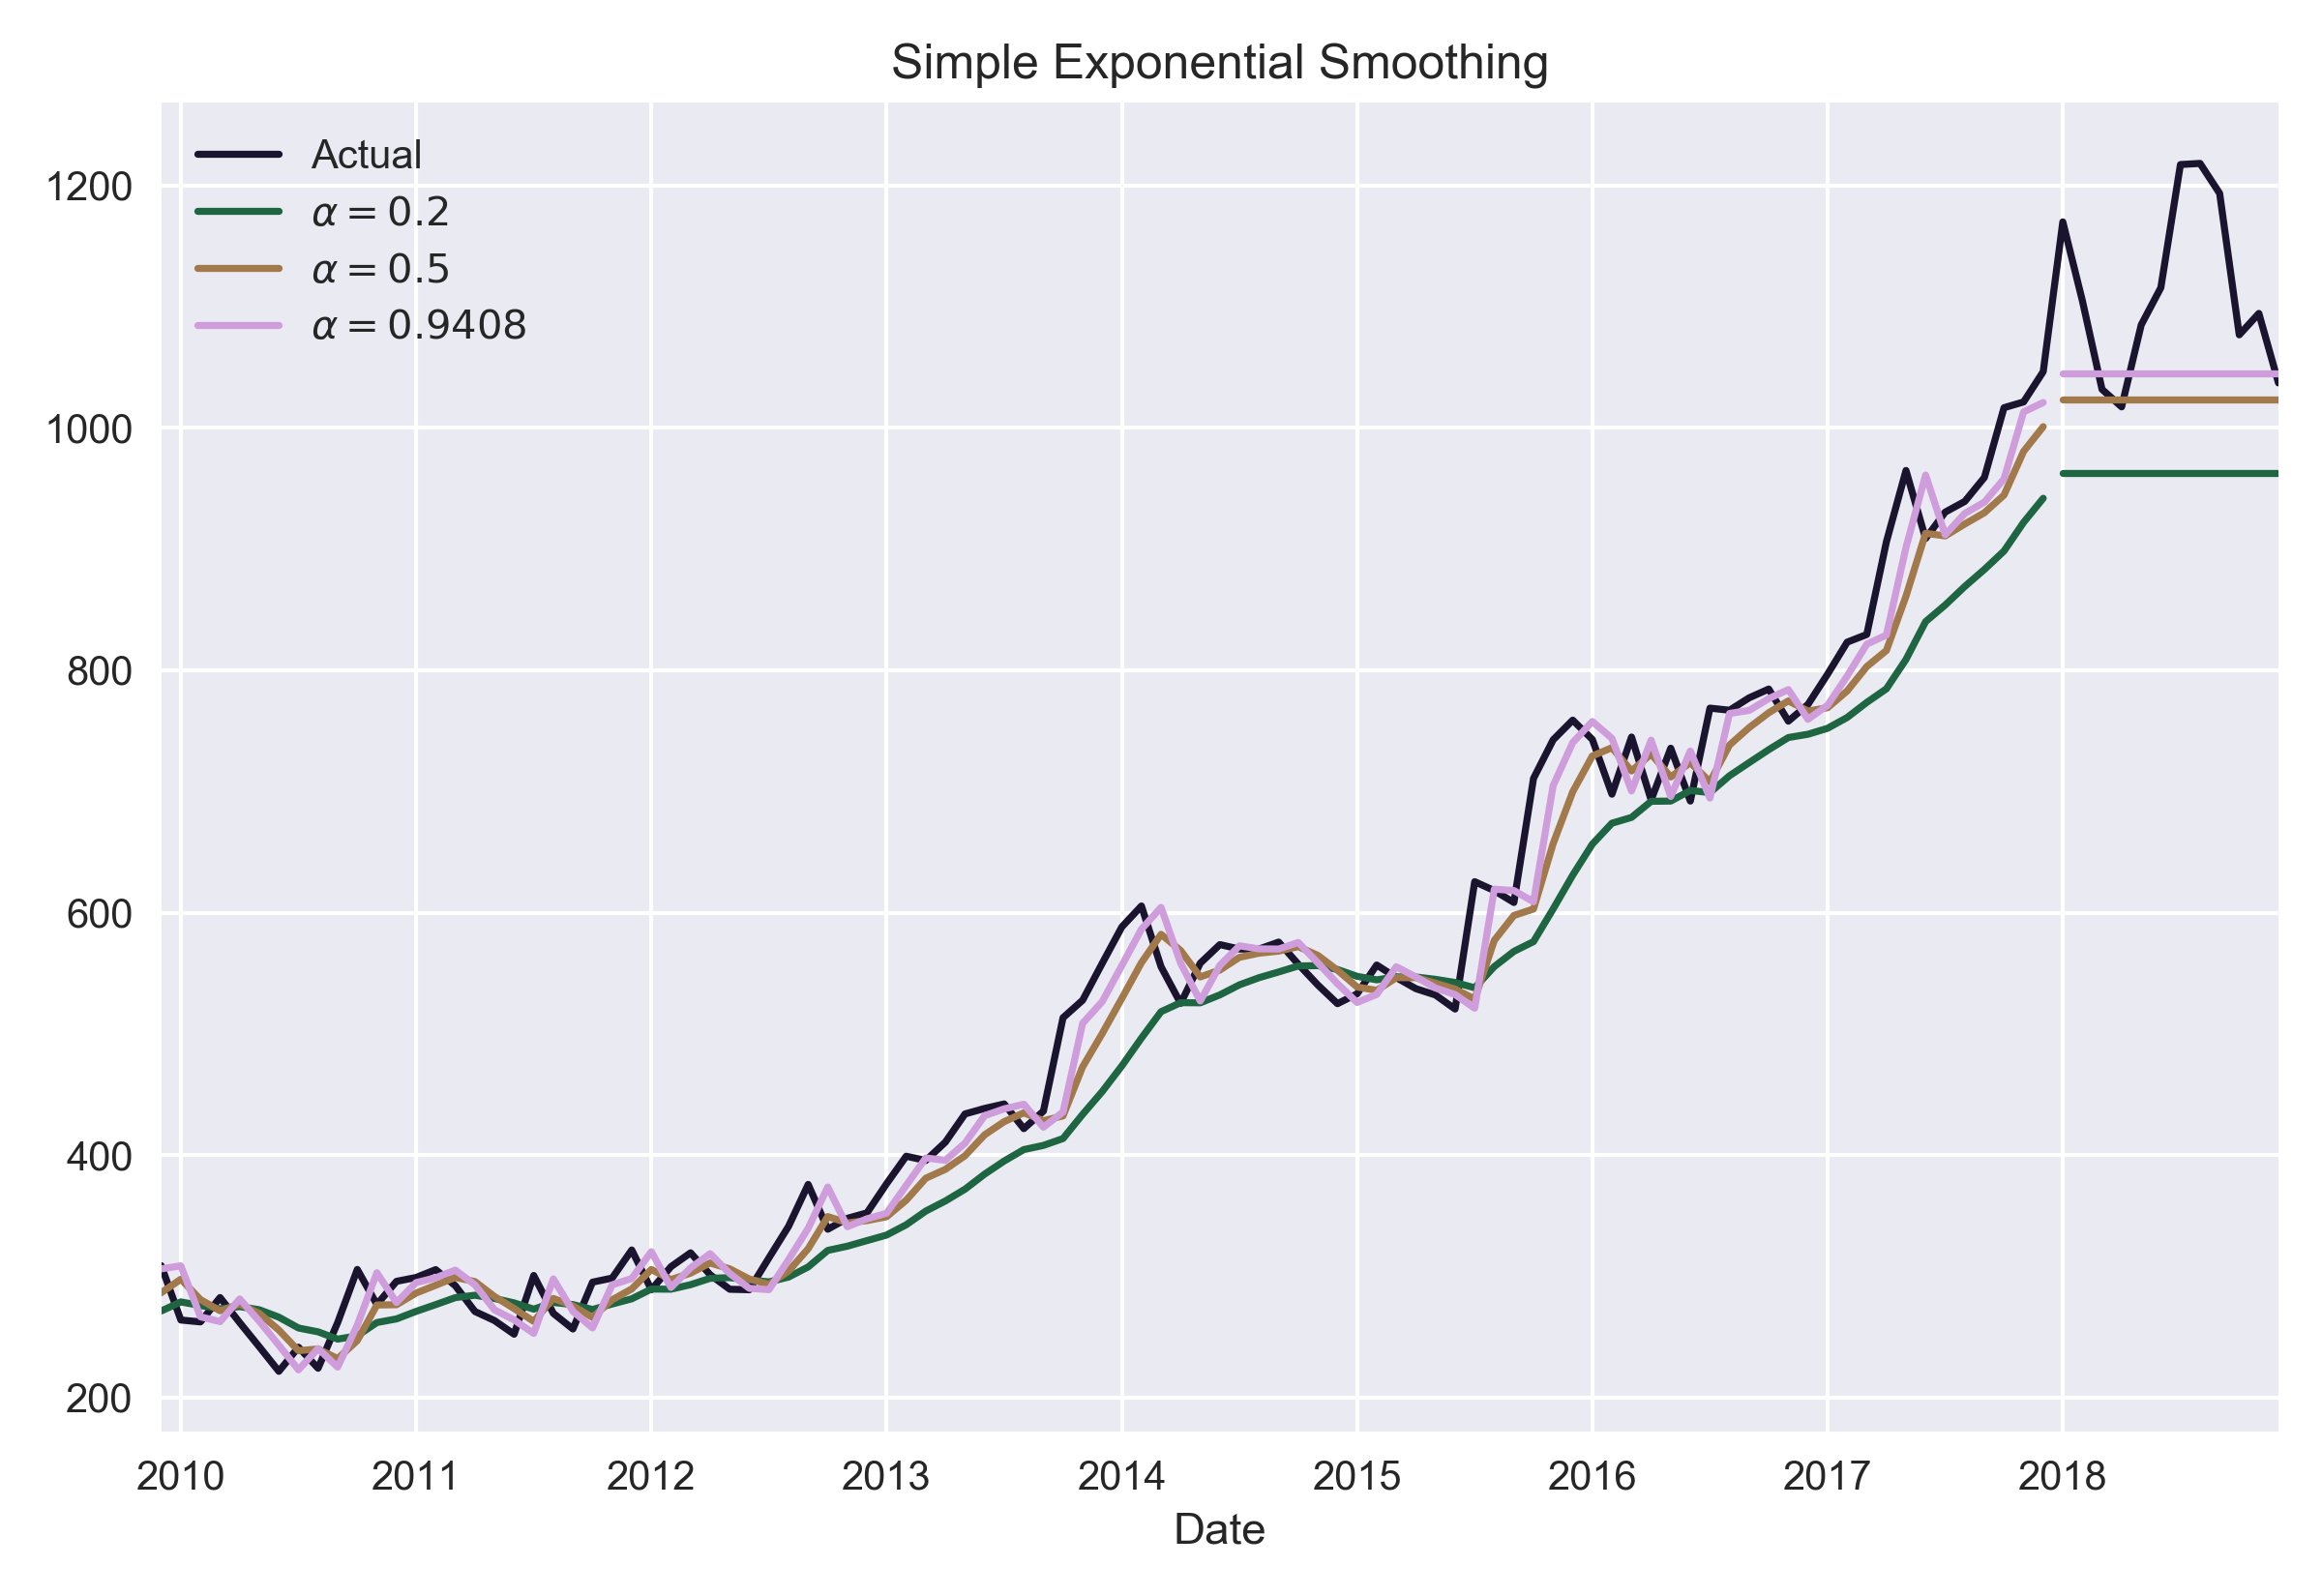 Simple Exponential Smoothing
Actual
α = 0.2
α = 0.5
α = 0.9408
1200
1000
800
600
400
200
2010 2011 2012 2013 2014 2015 2016 2017 2018
Date